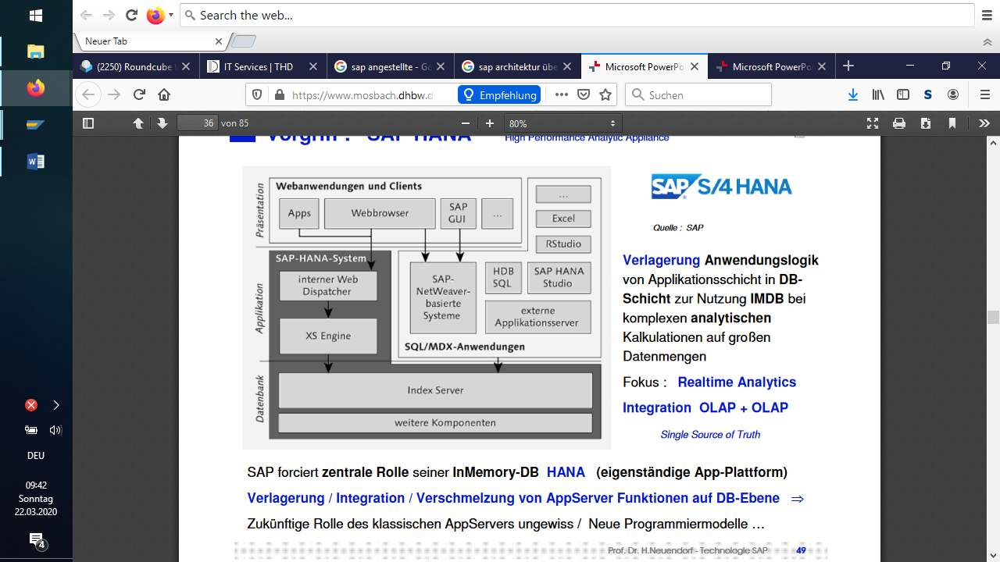 Search the web...
Neuer Tab
(2250) Roundcube
IT Services | THD
sap angestellte - Go
sap architektur übe
Microsoft PowerPo
Microsoft PowerPo
https://www.mosbach.dhbw.d
Empfehlung
Suchen
36 von 85
80%
Vorgriff : SAP HANA High Performance Analytic Appliance
Präsentation
Webanwendungen und Clients
Apps
Webbrowser
SAP
GUI
...
...
Excel
RStudio
Applikation
SAP-HANA-System
interner Web
Dispatcher
XS Engine
SAP-
NetWeaver-
basierte
Systeme
HDB
SQL
SAP HANA
Studio
externe
Applikationsserver
SQL/MDX-Anwendungen
Datenbank
Index Server
weitere Komponenten
SAP S/4 HANA
Quelle : SAP
Verlagerung Anwendungslogik
von Applikationsschicht in DB-
Schicht zur Nutzung IMDB bei
komplexen analytischen
Kalkulationen auf großen
Datenmengen
Fokus : Realtime Analytics
Integration OLAP + OLAP
Single Source of Truth
SAP forciert zentrale Rolle seiner InMemory-DB HANA (eigenständige App-Plattform)
Verlagerung / Integration / Verschmelzung von AppServer Funktionen auf DB-Ebene ⇒
Zukünftige Rolle des klassischen AppServers ungewiss / Neue Programmiermodelle …
Prof. Dr. H.Neuendorf - Technologie SAP 49
DEU
09:42
Sonntag
22.03.2020
4